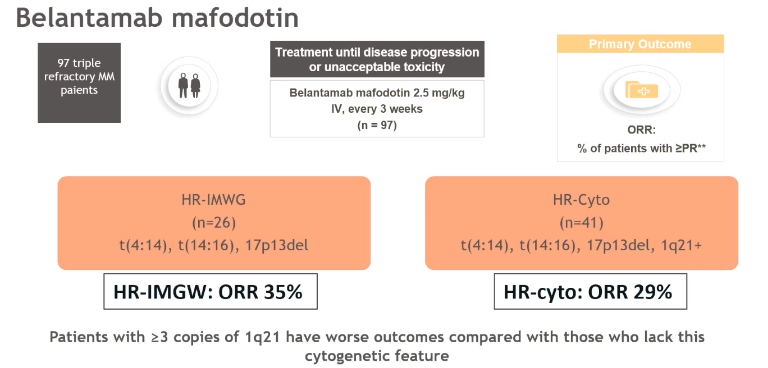 Belantamab mafodotin
97 triple
refractory MM
paients
Treatment until disease progression
or unacceptable toxicity
Belantamab mafodotin 2.5 mg/kg
IV, every 3 weeks
(n = 97)
Primary Outcome
ORR:
% of patients with ≥PR**
HR-IMWG
(n=26)
t(4:14), t(14:16), 17p13del
HR-IMGW: ORR 35%
HR-Cyto
(n=41)
t(4:14), t(14:16), 17p13del, 1q21+
HR-cyto: ORR 29%
Patients with ≥3 copies of 1q21 have worse outcomes compared with those who lack this
cytogenetic feature